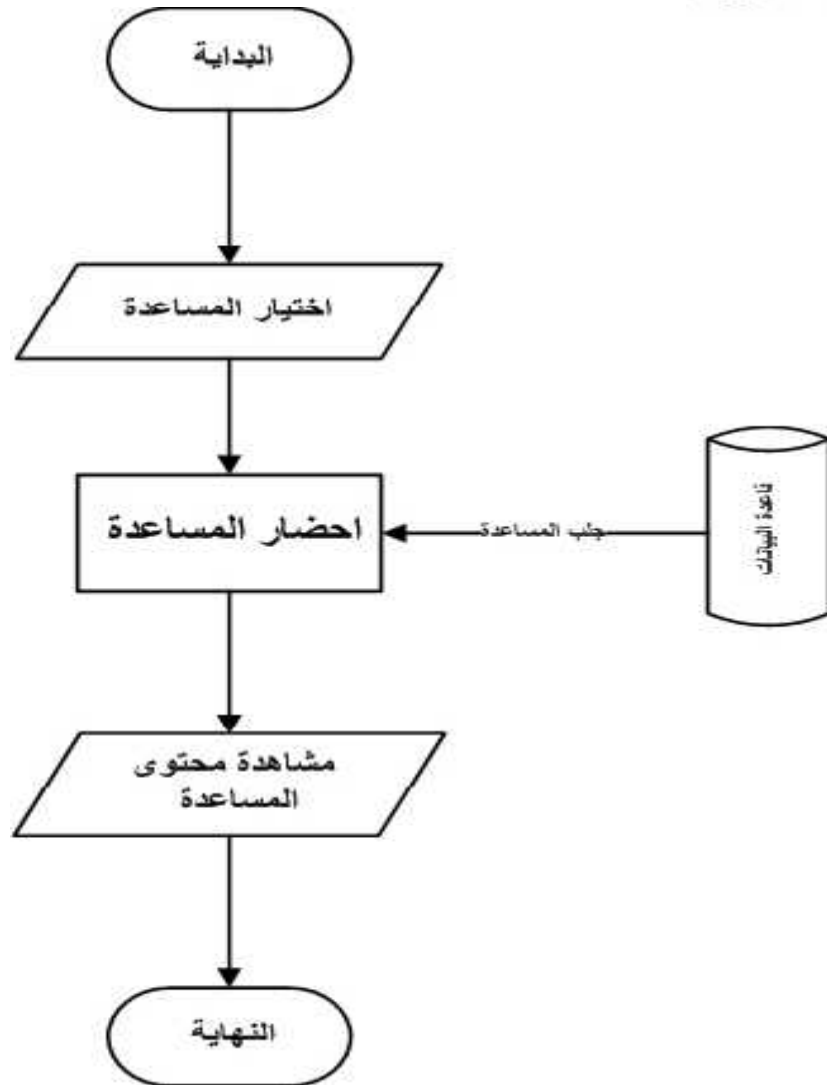 البداية
اختيار المساعدة
احضار المساعدة
جلب المساعدة
قاعدة البيانات
مشاهدة محتوى
المساعدة
النهاية